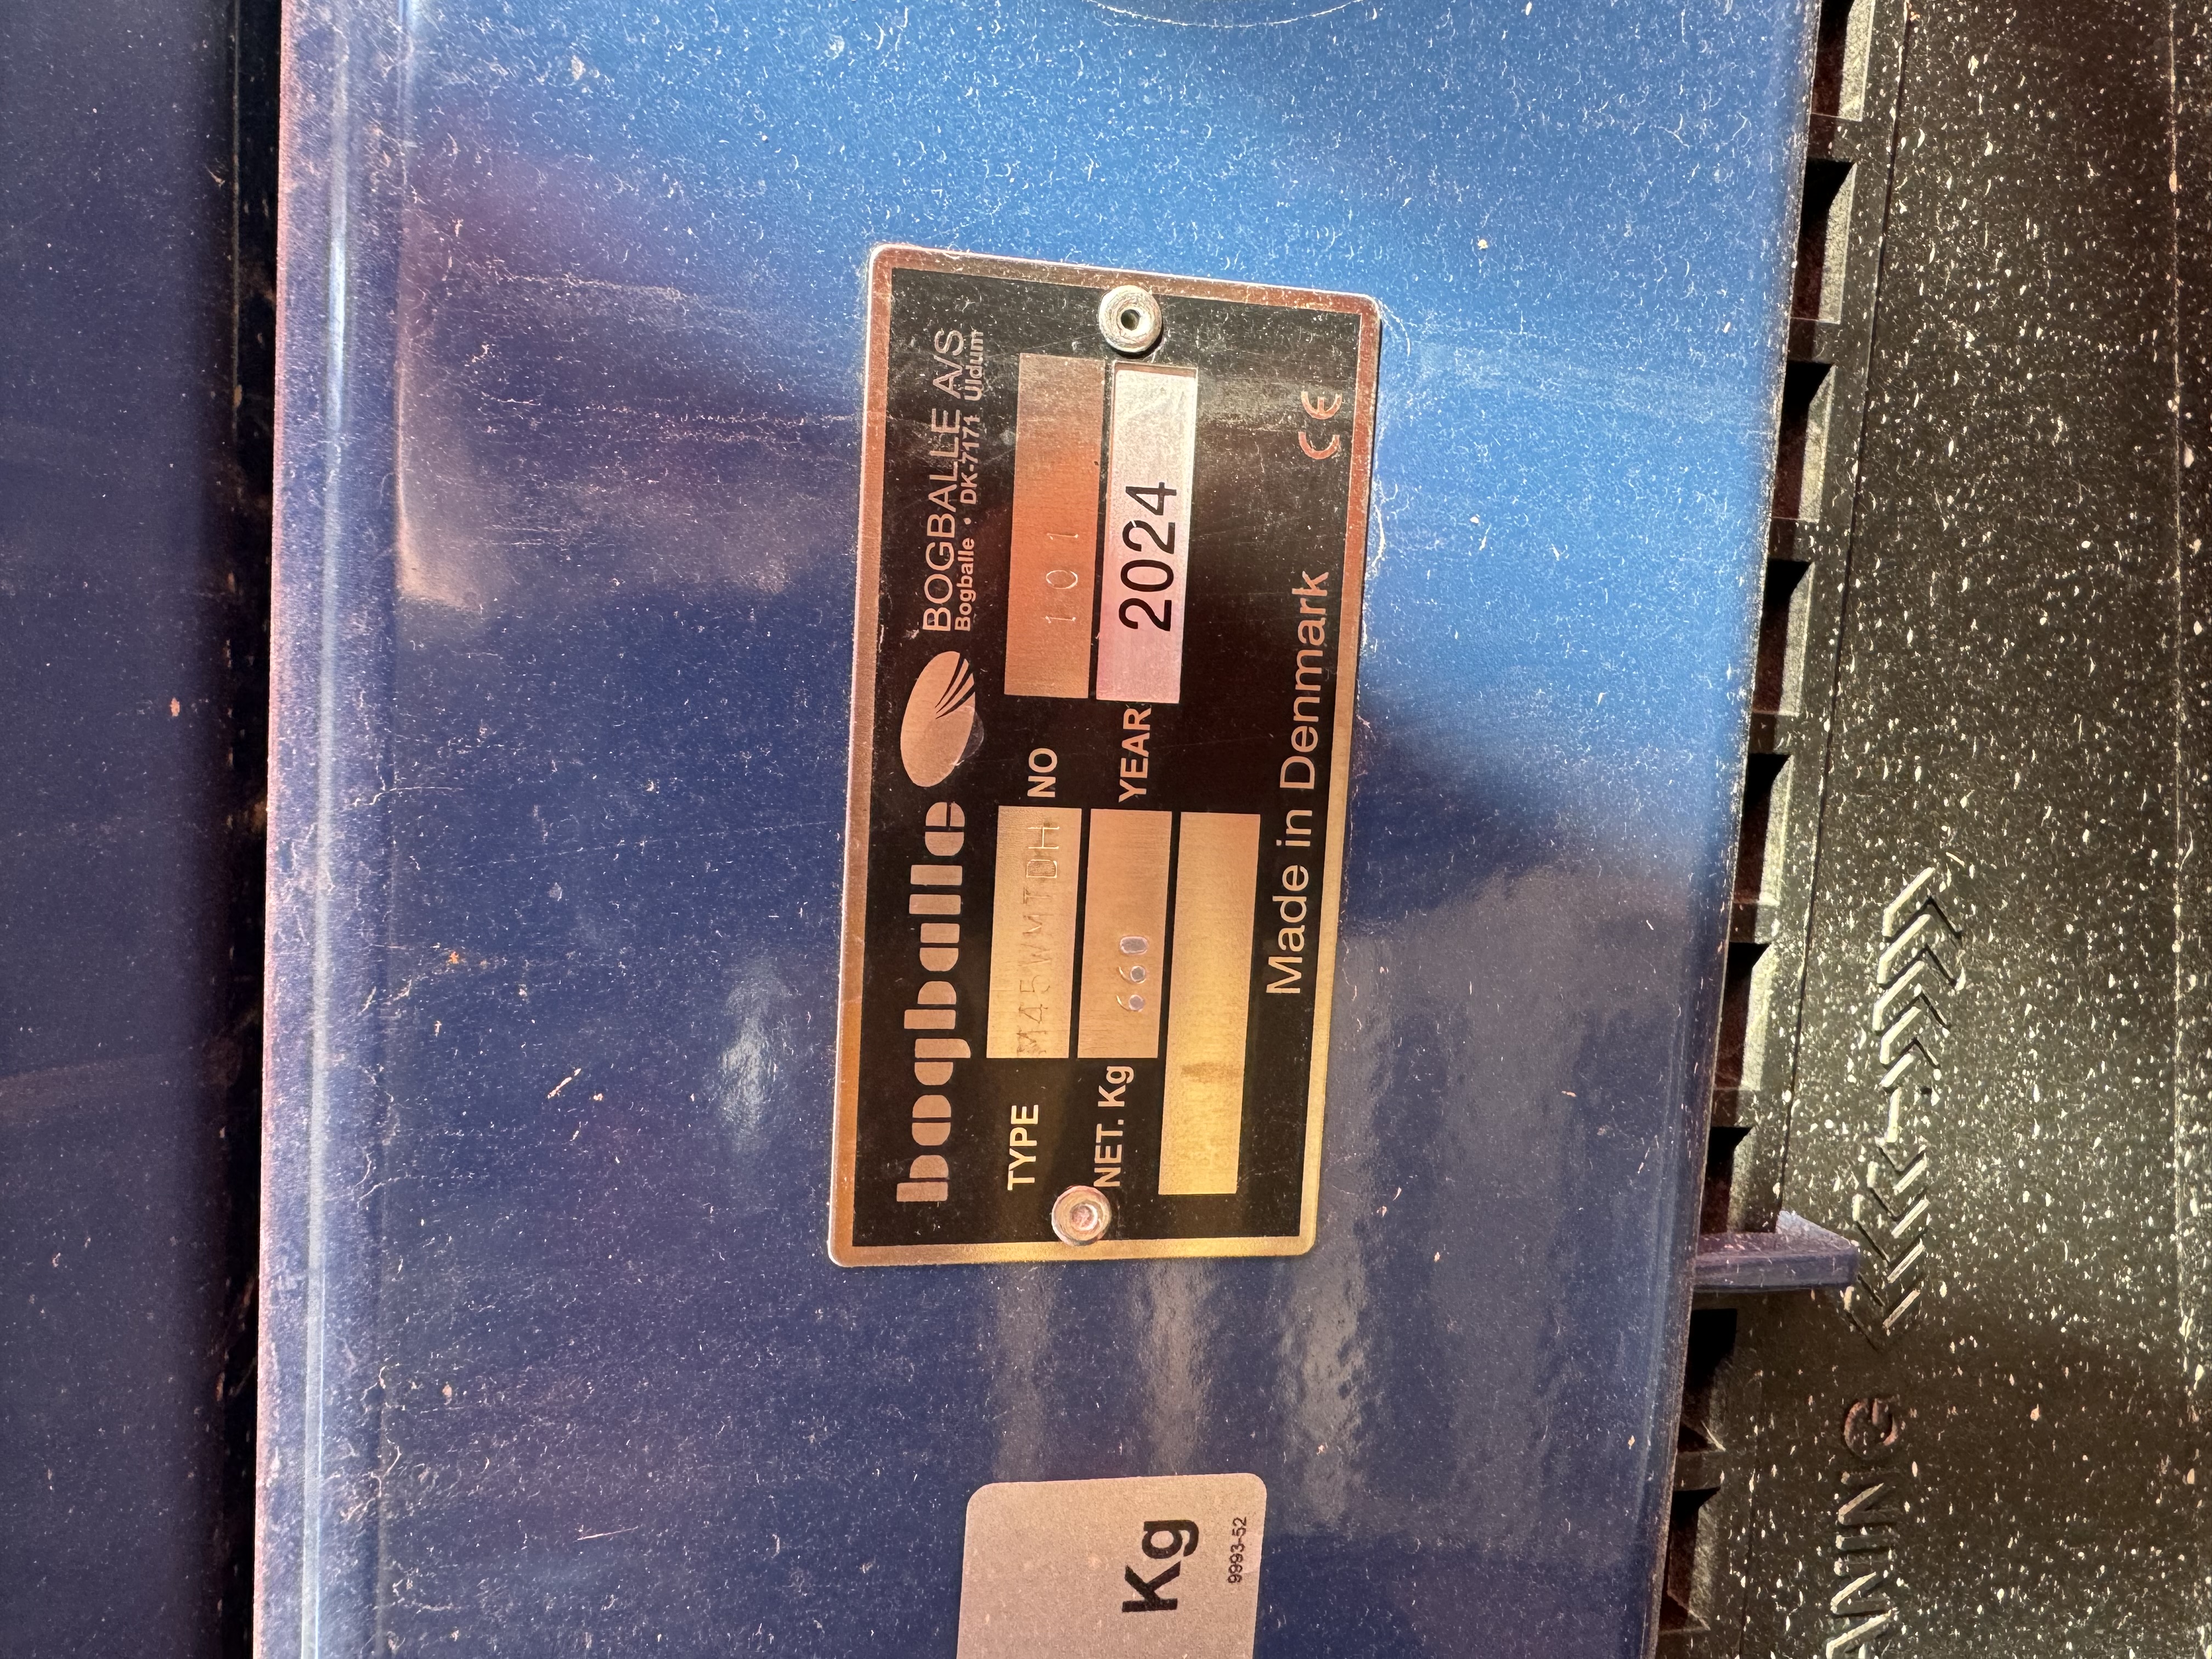 bogballe
BOGBALLE A/S
Bogballe • DK-7171 Uldum
TYPE M45WMTDH NO 101
NET. Kg 660 YEAR 2024
Made in Denmark CE
Kg
9993-52